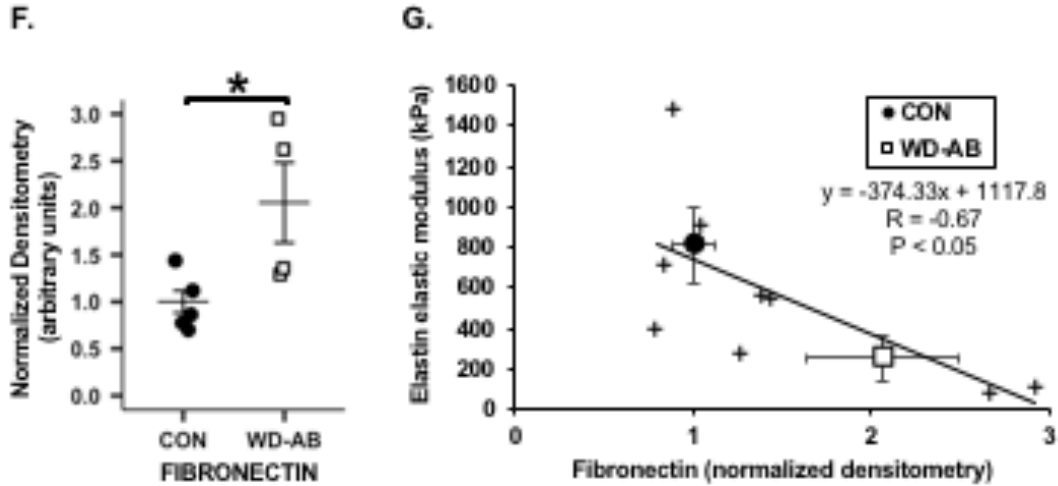 F.
*
Normalized Densitometry
(arbitrary units)
3.0
2.5
2.0
1.5
1.0
0.5
0.0
CON WD-AB
FIBRONECTIN
G.
Elastin elastic modulus (kPa)
1600
1400
1200
1000
800
600
400
200
0
CON
WD-AB
y = -374.33x + 1117.8
R = -0.67
P < 0.05
0 1 2 3
Fibronectin (normalized densitometry)